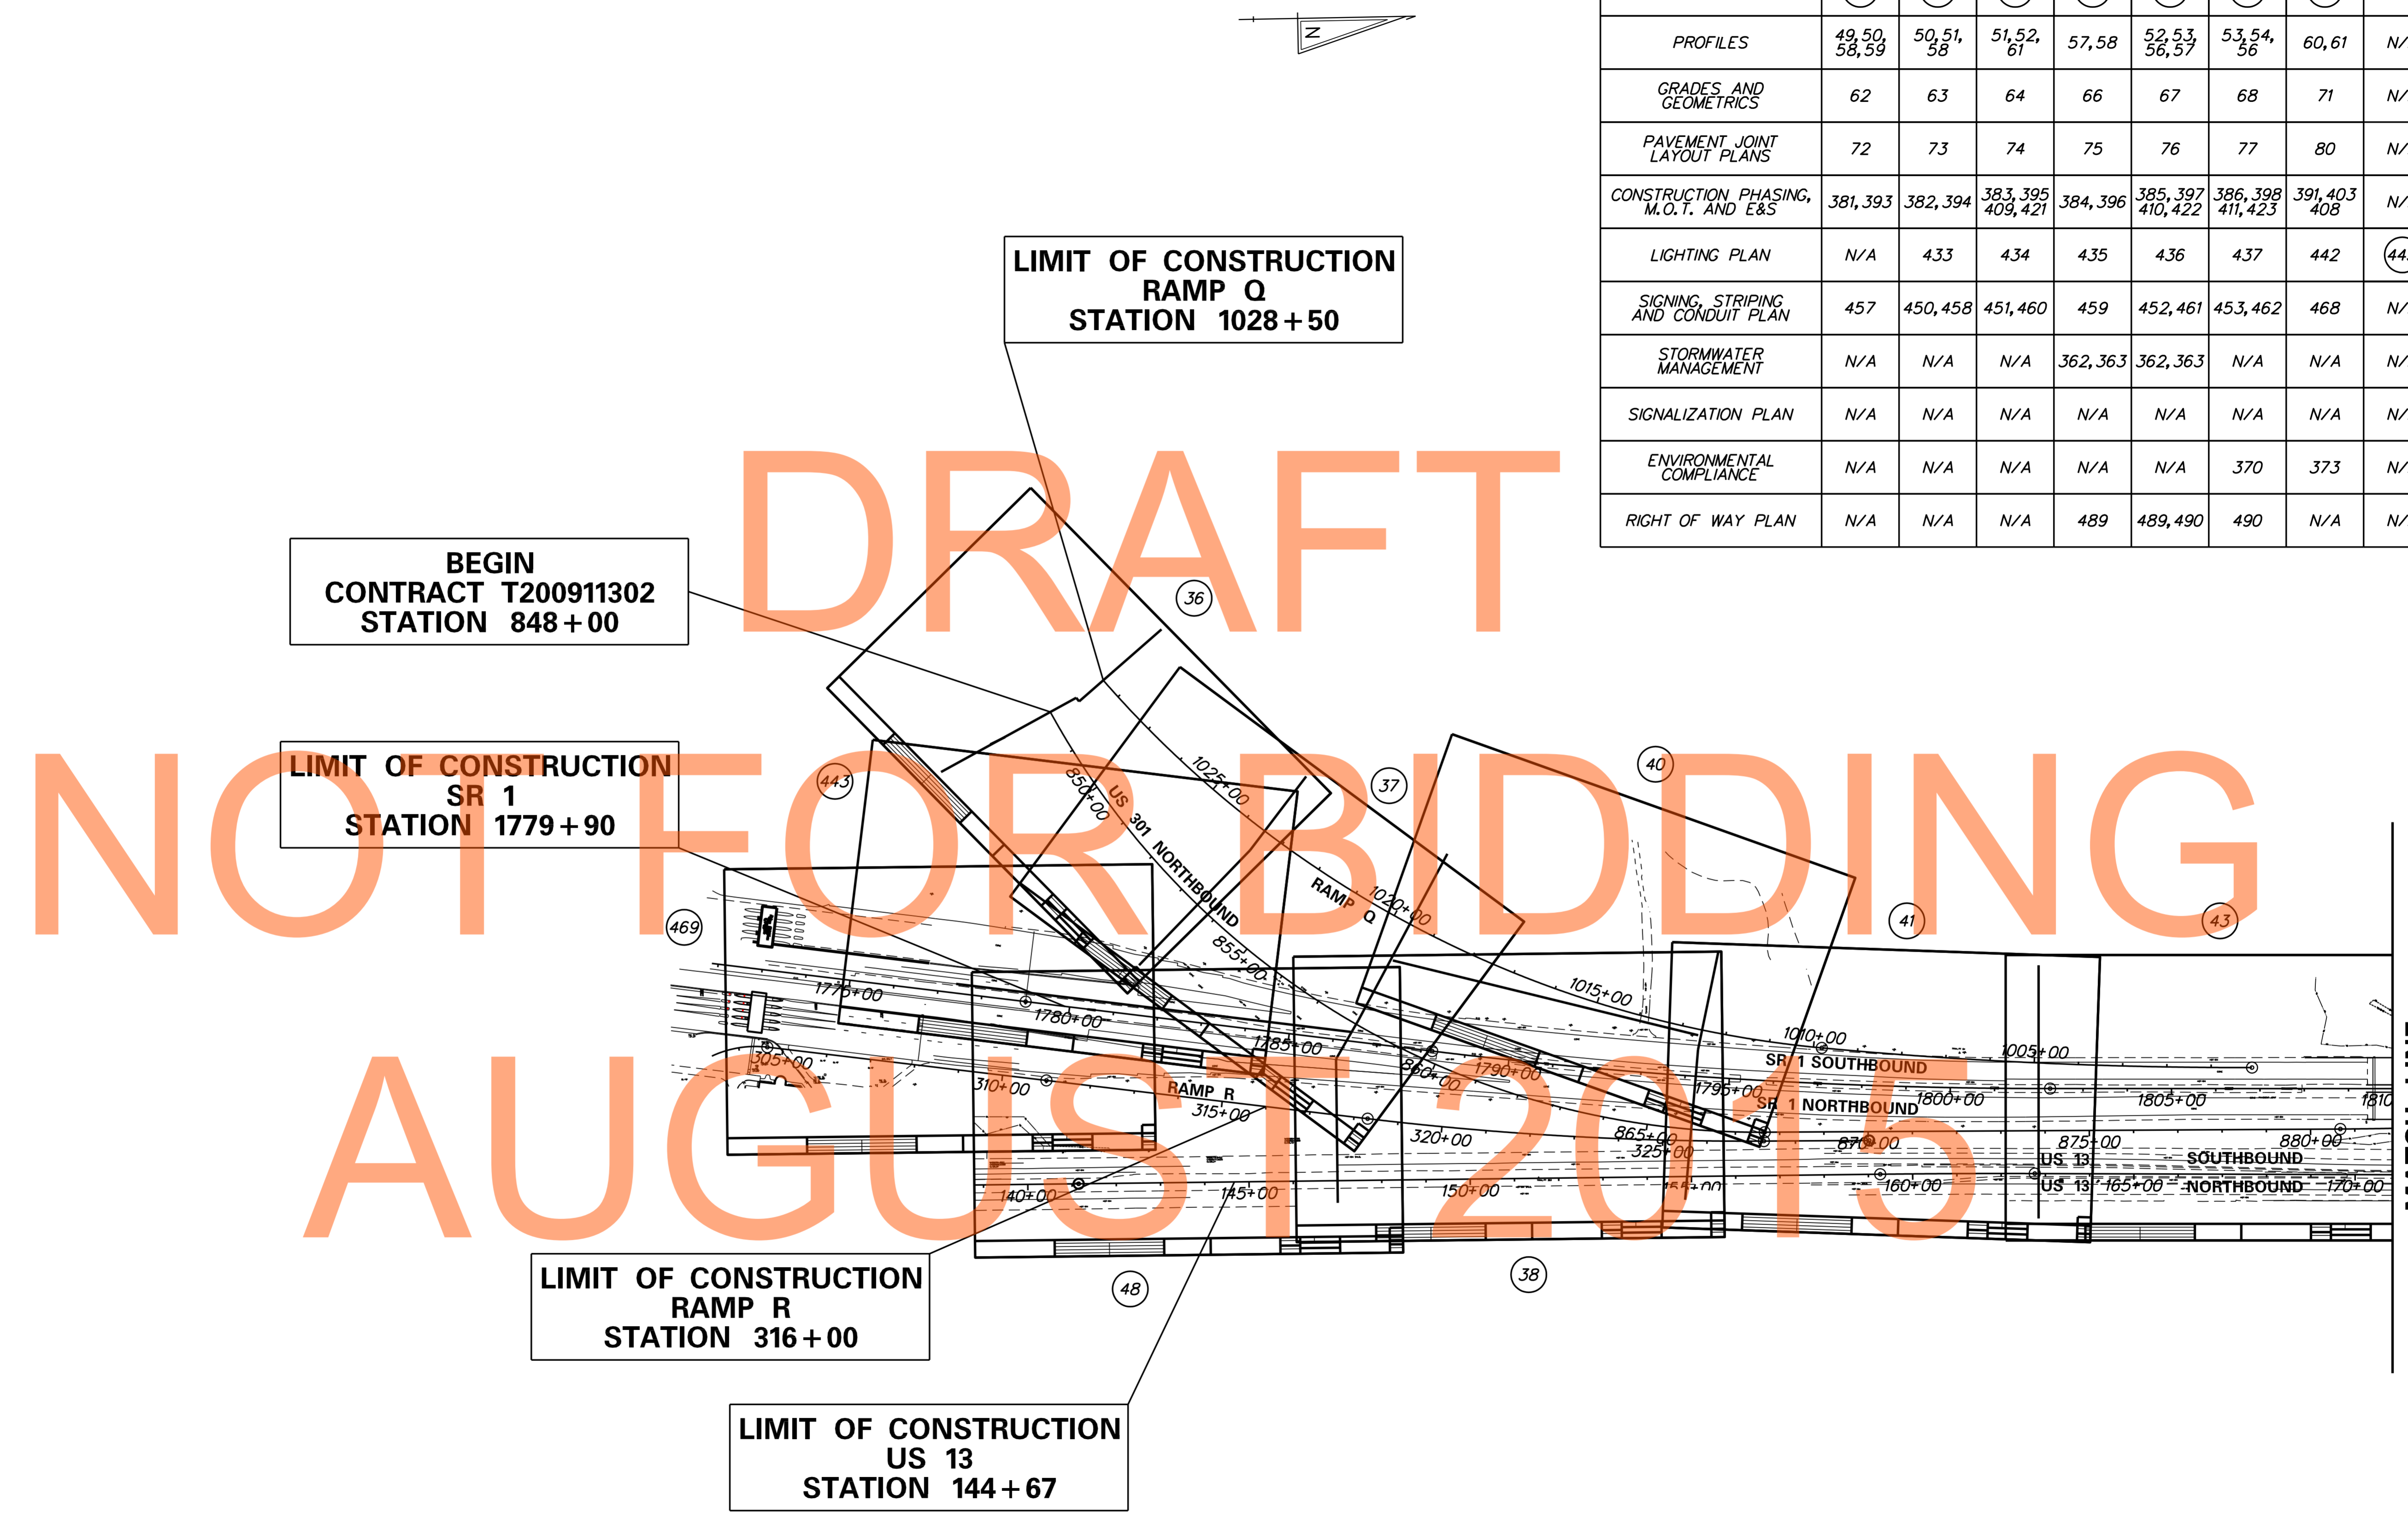 N
PROFILES 49,50, 58,59 50,51, 58 51,52, 61 57,58 52,53, 56,57 53,54, 56 60,61
GRADES AND GEOMETRICS 62 63 64 66 67 68 71
PAVEMENT JOINT LAYOUT PLANS 72 73 74 75 76 77 80
CONSTRUCTION PHASING, M.O.T. AND E&S 381,393 382,394 383,395 409,421 384,396 385,397 410,422 386,398 411,423 391,403 408
LIGHTING PLAN N/A 433 434 435 436 437 442
SIGNING, STRIPING AND CONDUIT PLAN 457 450,458 451,460 459 452,461 453,462 468
STORMWATER MANAGEMENT N/A N/A N/A 362,363 362,363 N/A N/A
SIGNALIZATION PLAN N/A N/A N/A N/A N/A N/A N/A
ENVIRONMENTAL COMPLIANCE N/A N/A N/A N/A N/A 370 373
RIGHT OF WAY PLAN N/A N/A N/A 489 489,490 490 N/A
LIMIT OF CONSTRUCTION
RAMP Q
STATION 1028+50
DRAFT
BEGIN
CONTRACT T200911302
STATION 848+00
36
LIMIT OF CONSTRUCTION
SR 1
STATION 1779+90
NOT FOR BIDDING
443
37
40
469
41
43
850+00
US 301 NORTHBOUND
855+00
860+00
865+00
870+00
875+00
880+00
1025+00
RAMP Q
1020+00
1015+00
1010+00
1005+00
1775+00
1780+00
1785+00
1790+00
1795+00
1800+00
1805+00
1810
SR 1 SOUTHBOUND
SR 1 NORTHBOUND
305+00
310+00
RAMP R
315+00
320+00
325+00
US 13 SOUTHBOUND
US 13 NORTHBOUND
140+00
145+00
150+00
155+00
160+00
165+00
170+00
AUGUST 2015
LIMIT OF CONSTRUCTION
RAMP R
STATION 316+00
48
38
LIMIT OF CONSTRUCTION
US 13
STATION 144+67